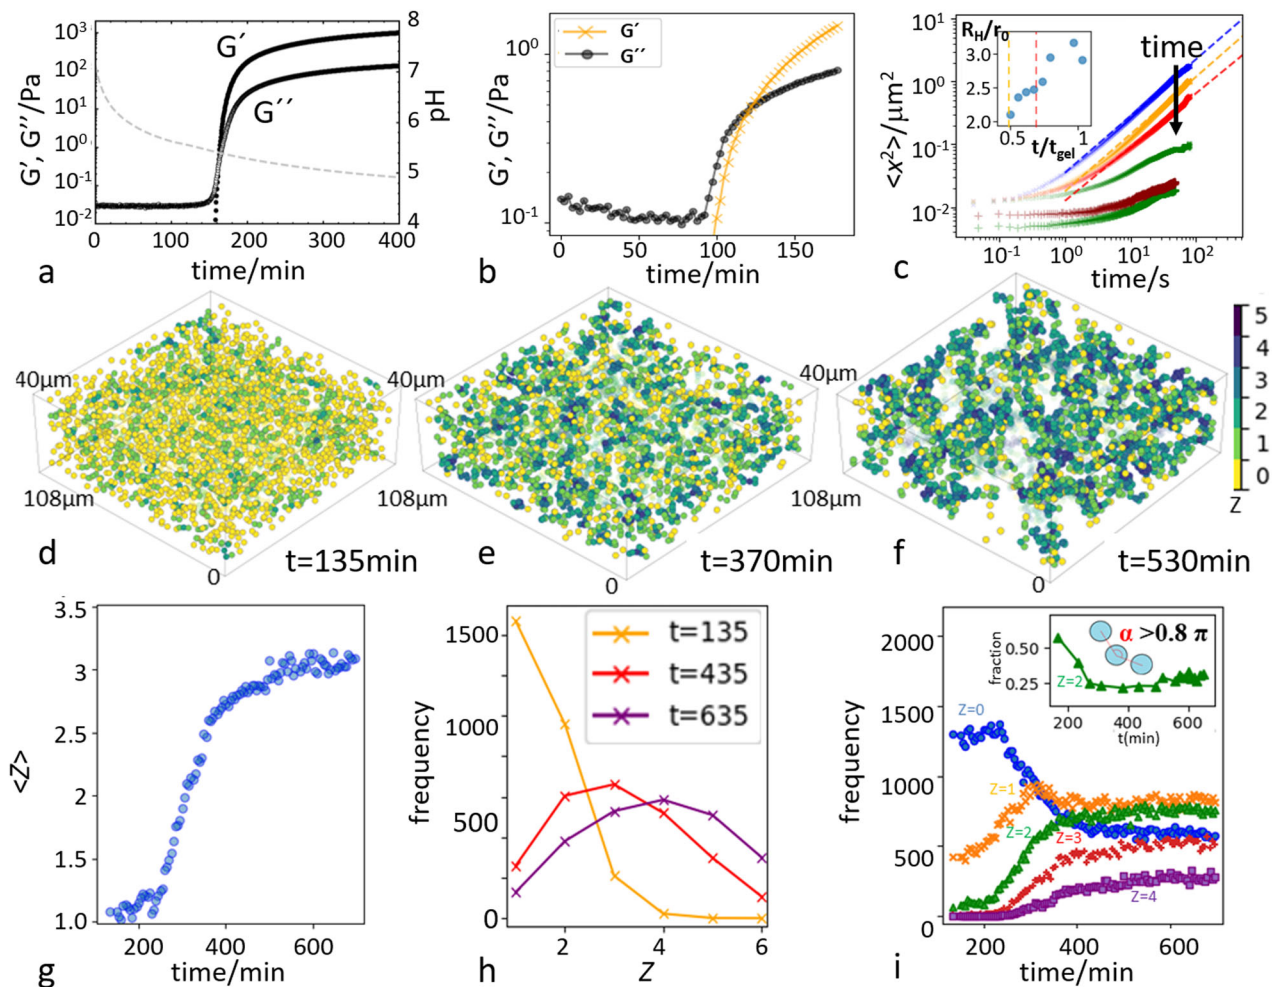 G′, G′′/Pa
10³
10²
10¹
10⁰
10⁻¹
10⁻²
G′
G′′
8
7
6
5
4
pH
0
100
200
300
400
time/min
a
G′, G′′/Pa
10⁰
10⁻¹
G′
G′′
0
50
100
150
time/min
b
<x²>/μm²
10¹
10⁰
10⁻¹
10⁻²
R_H/r₀
3.0
2.5
2.0
0.5
1
t/t_gel
time
10⁻¹
10⁰
10¹
10²
time/s
c
40μm
108μm
0
d
t=135min
40μm
108μm
0
e
t=370min
40μm
108μm
0
f
t=530min
5
4
3
2
1
0
Z
<Z>
3.5
3
2.5
2
1.5
1.0
200
400
600
time/min
g
frequency
1500
1000
500
0
t=135
t=435
t=635
2
4
6
Z
h
frequency
2000
1500
1000
500
0
fraction
0.50
0.25
α >0.8 π
Z=2
200
400
600
t(min)
Z=0
Z=1
Z=2
Z=3
Z=4
200
400
600
time/min
i